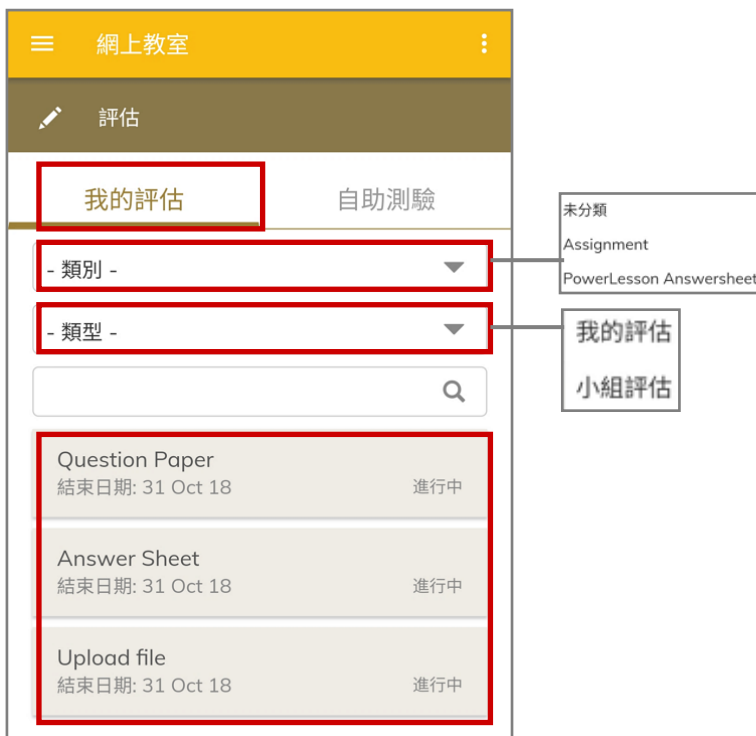 網上教室
評估
我的評估 自助測驗
- 類別 -
未分類
Assignment
PowerLesson Answersheet
- 類型 -
我的評估
小組評估
Question Paper
結束日期: 31 Oct 18 進行中
Answer Sheet
結束日期: 31 Oct 18 進行中
Upload file
結束日期: 31 Oct 18 進行中